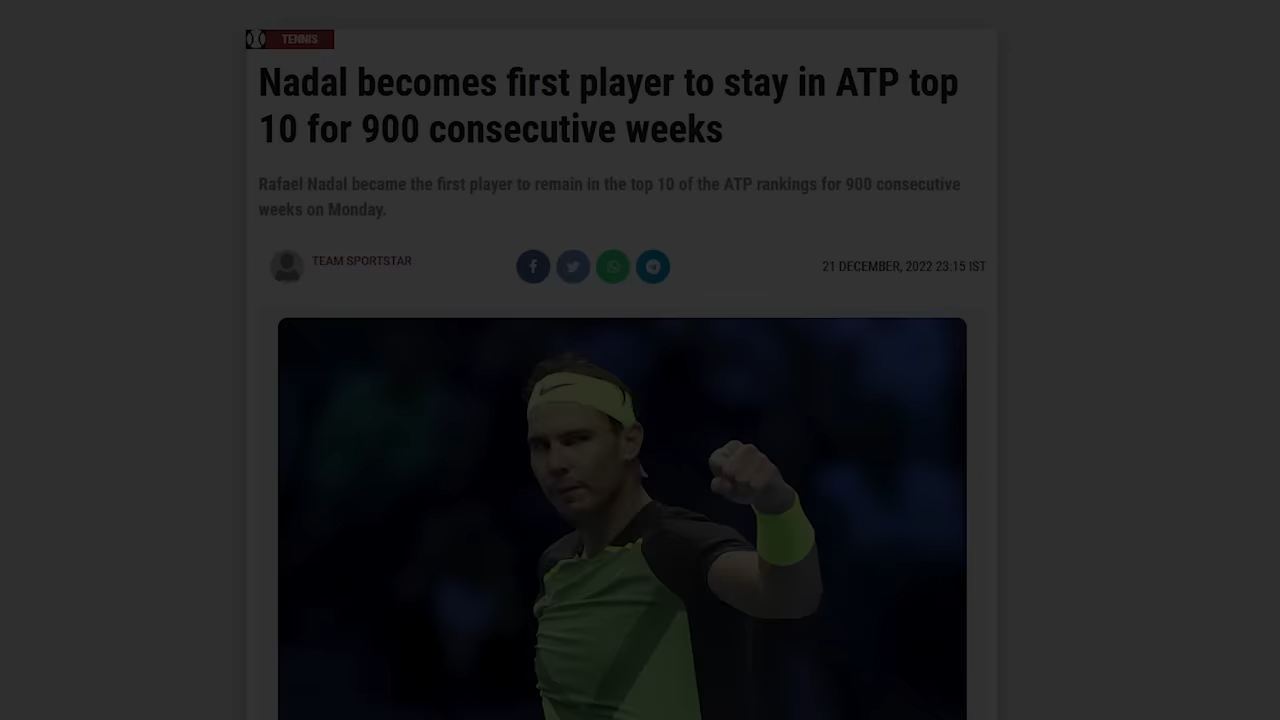 TENNIS
Nadal becomes first player to stay in ATP top
10 for 900 consecutive weeks
Rafael Nadal became the first player to remain in the top 10 of the ATP rankings for 900 consecutive
weeks on Monday.
TEAM SPORTSTAR
21 DECEMBER, 2022 23:15 IST